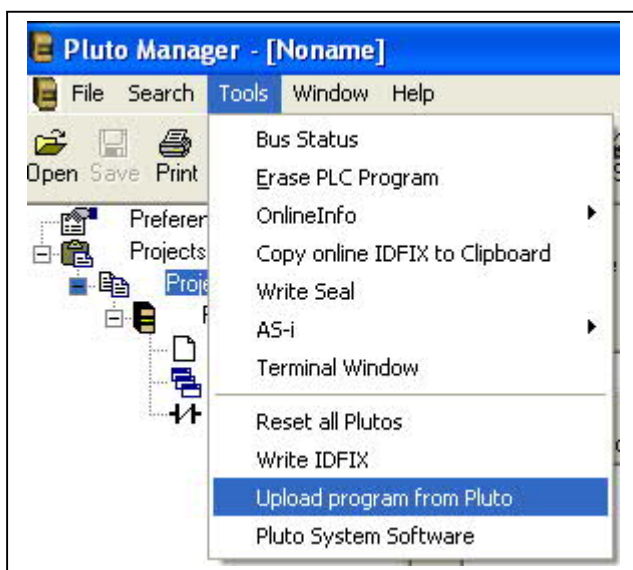 Pluto Manager - [Noname]
File Search Tools Window Help
Open Save Print
Bus Status
Erase PLC Program
OnlineInfo
Copy online IDFIX to Clipboard
Write Seal
AS-i
Terminal Window
Reset all Plutos
Write IDFIX
Upload program from Pluto
Pluto System Software
Preferen
Projects
Proje